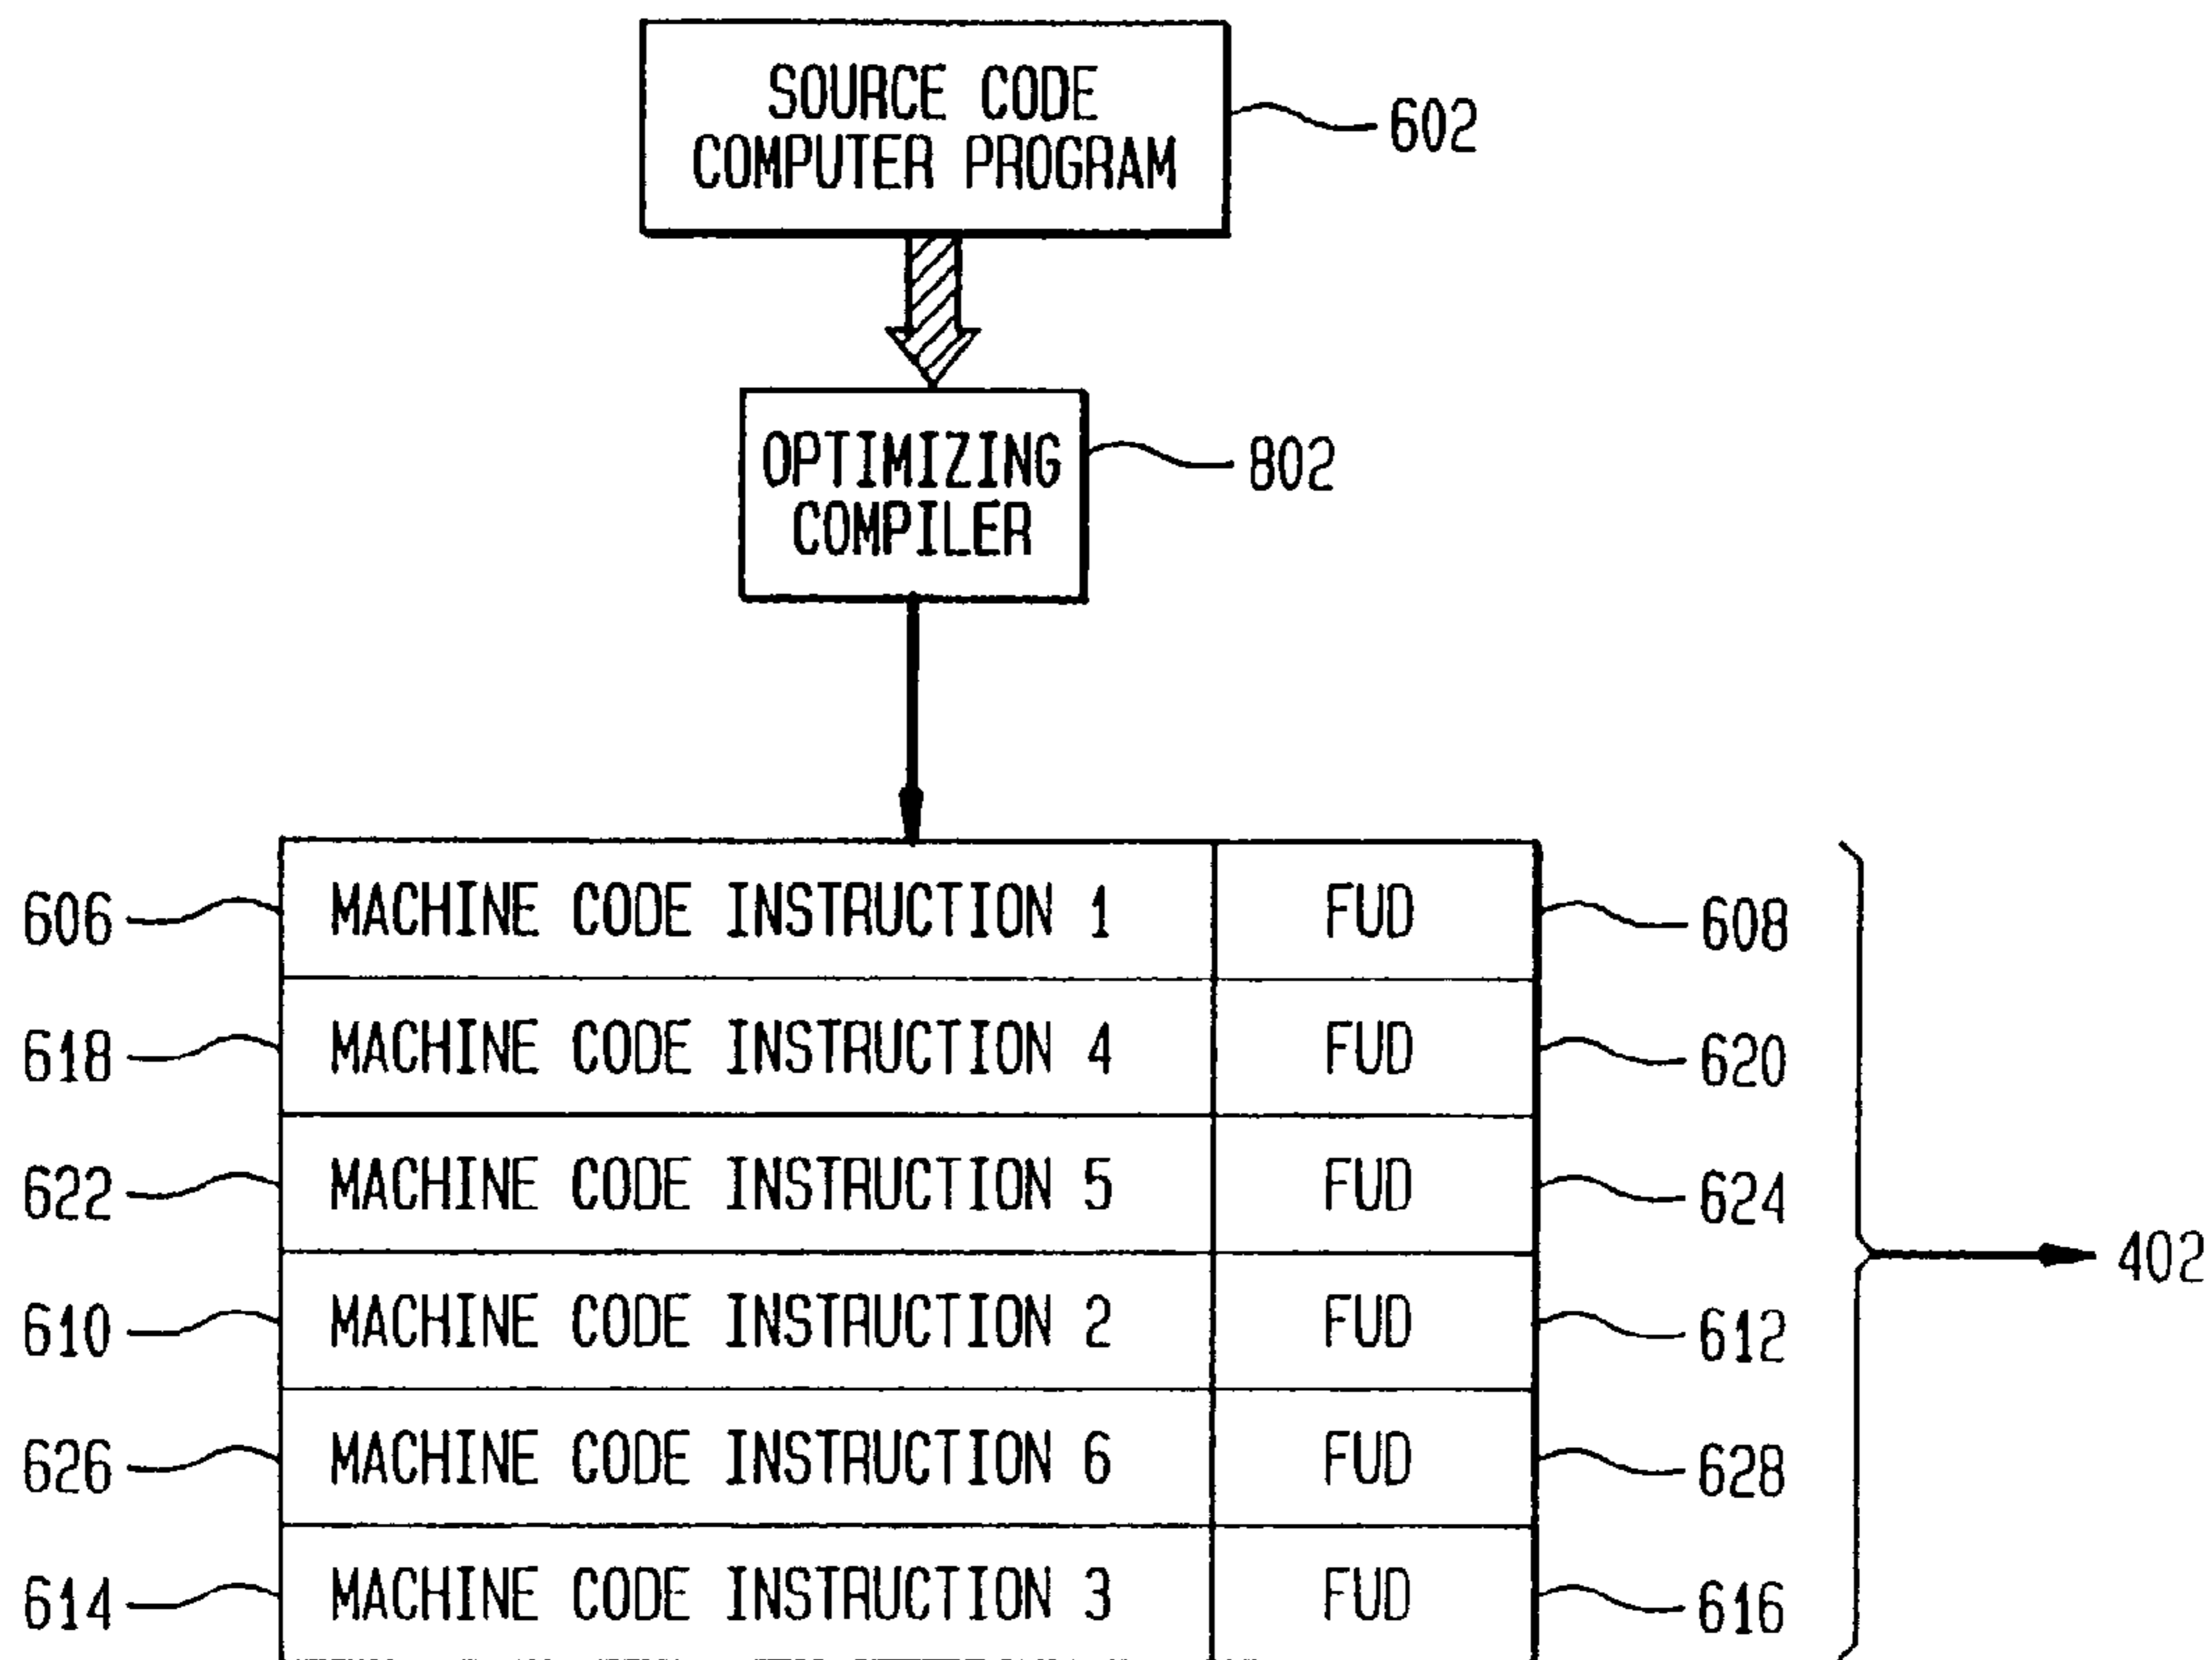 SOURCE CODE
COMPUTER PROGRAM
602
OPTIMIZING
COMPILER
802
606 MACHINE CODE INSTRUCTION 1 FUD 608
618 MACHINE CODE INSTRUCTION 4 FUD 620
622 MACHINE CODE INSTRUCTION 5 FUD 624
402
610 MACHINE CODE INSTRUCTION 2 FUD 612
626 MACHINE CODE INSTRUCTION 6 FUD 628
614 MACHINE CODE INSTRUCTION 3 FUD 616